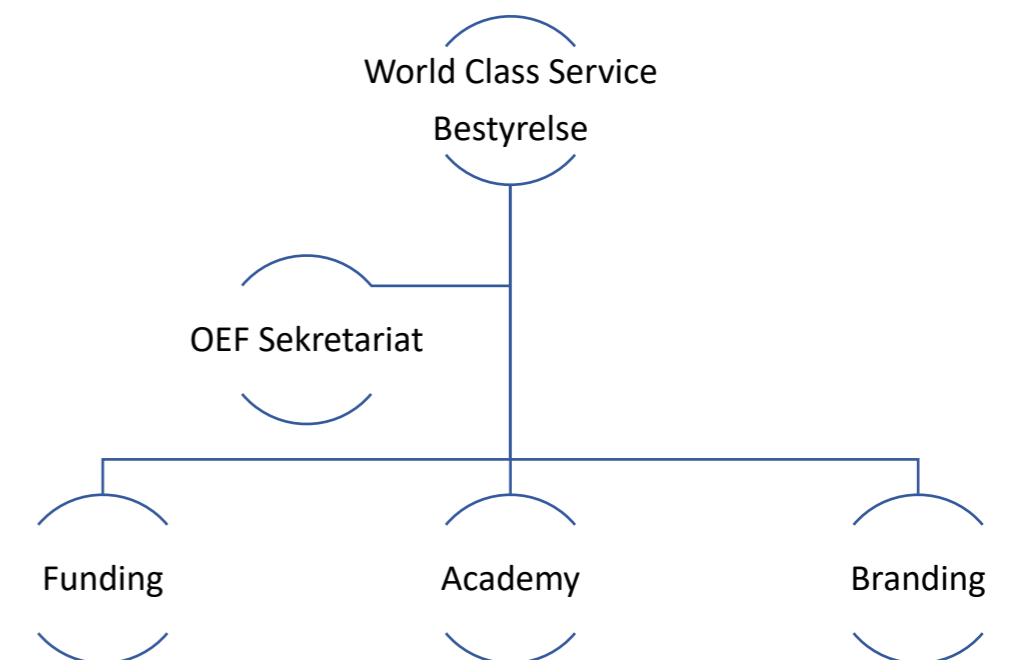 World Class Service
Bestyrelse
OEF Sekretariat
Funding
Academy
Branding